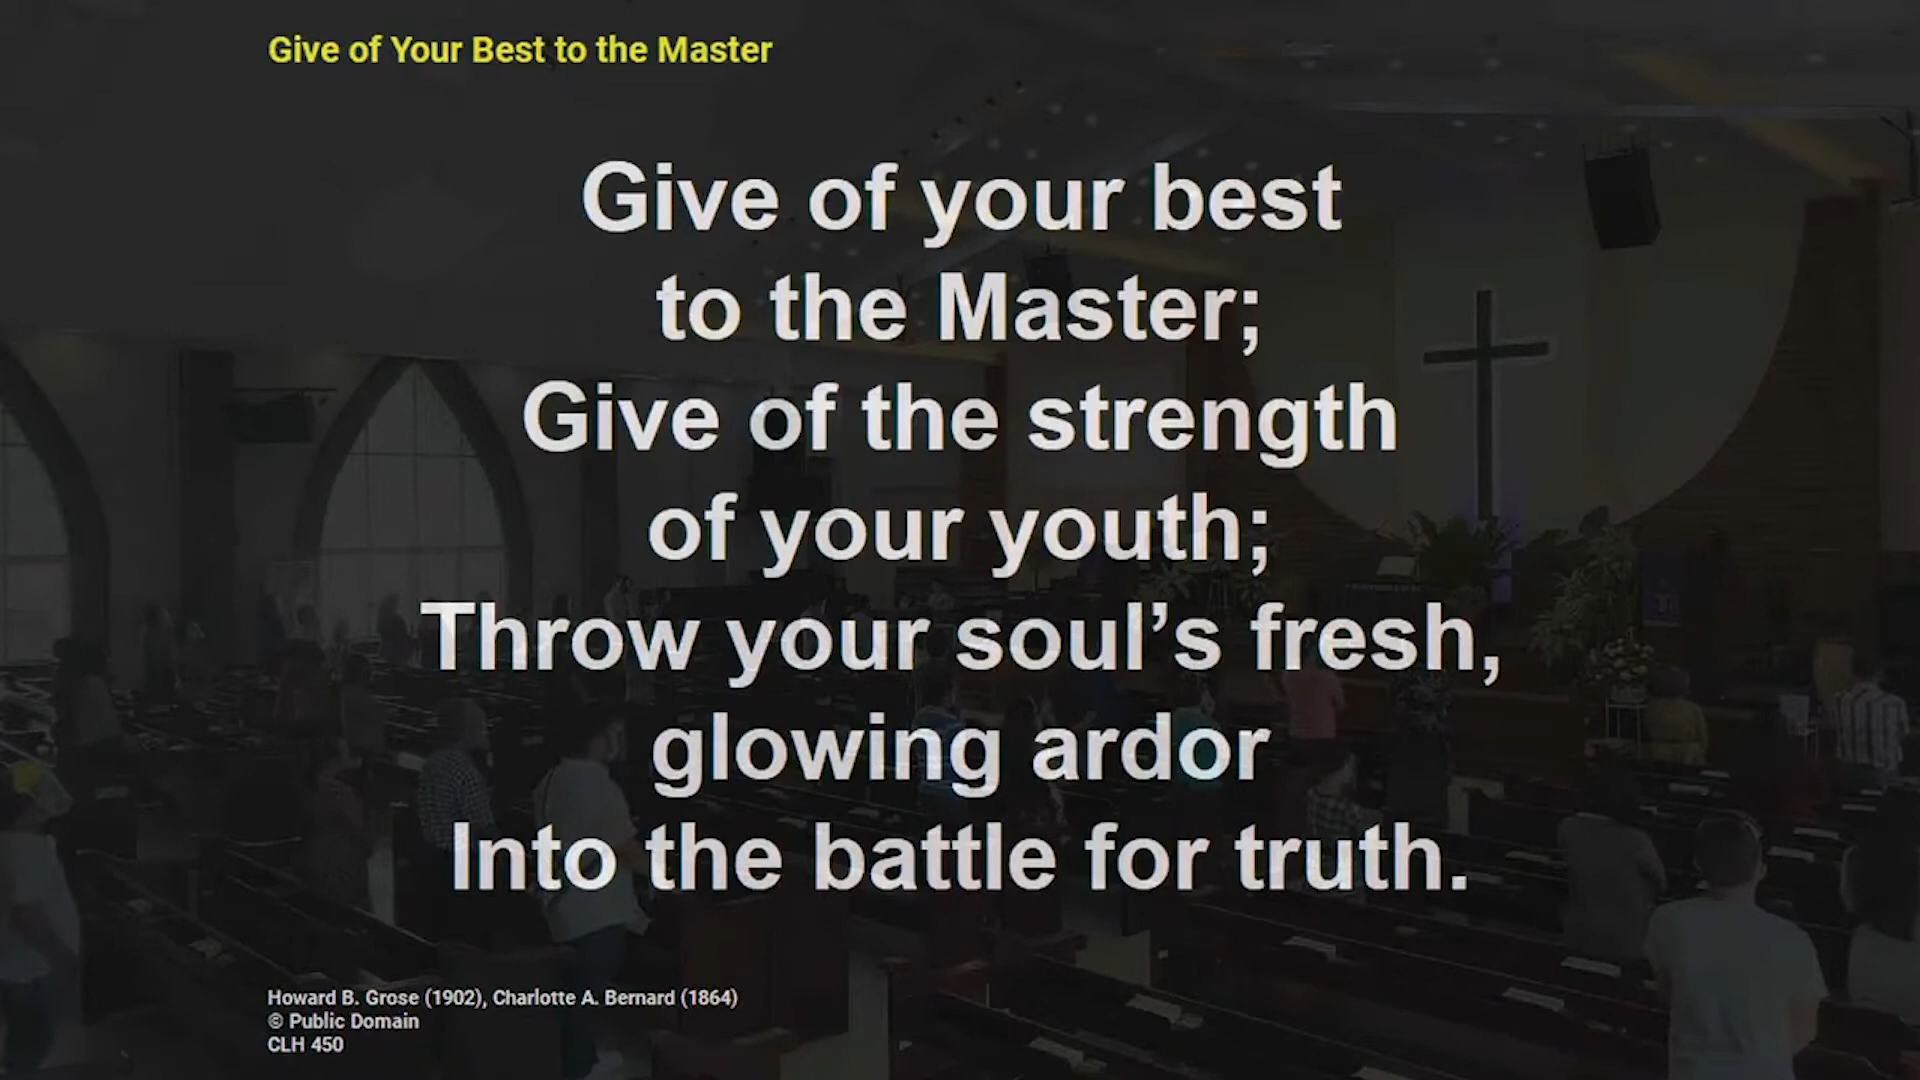 Give of Your Best to the Master
Give of your best
to the Master;
Give of the strength
of your youth;
Throw your soul’s fresh,
glowing ardor
Into the battle for truth.
Howard B. Grose (1902), Charlotte A. Bernard (1864)
© Public Domain
CLH 450